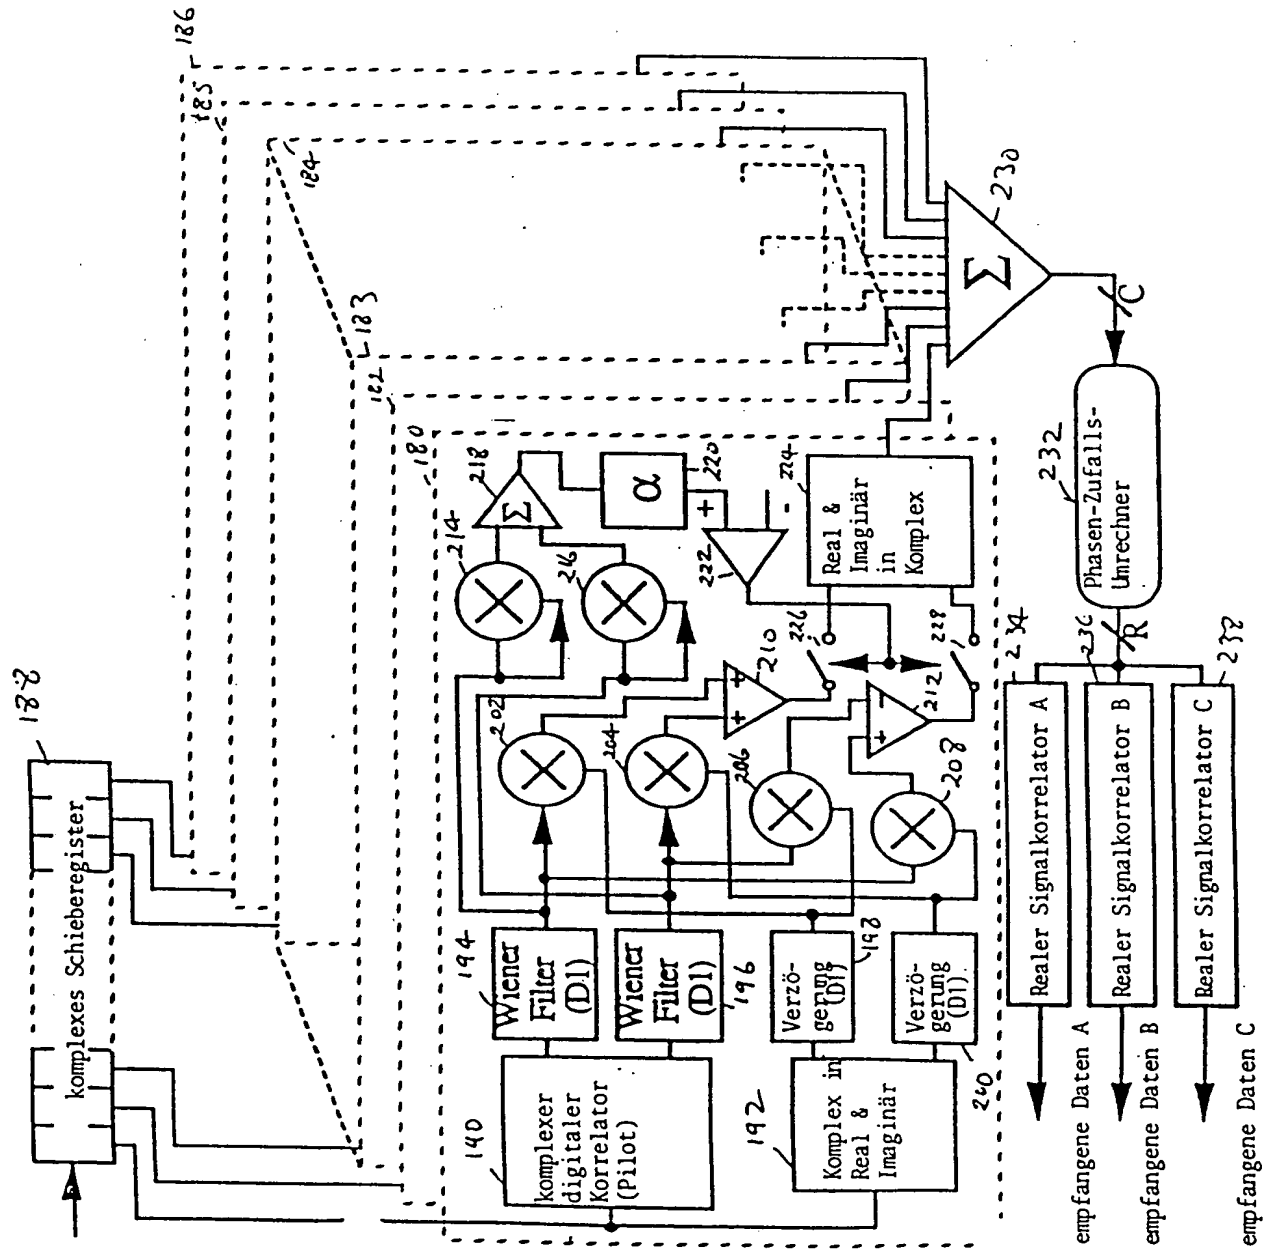 188
komplexes Schieberegister
186
185
184
183
182
180
190
komplexer
digitaler
Korrelator
(Pilot)
192
Komplex in
Real &
Imaginär
194
Wiener
Filter
(D1)
Wiener
Filter
(D1)
196
Verzö-
gerung
(D1)
198
Verzö-
gerung
(D1)
200
202
204
206
208
+
+
210
+
-
212
214
216
Σ
218
α
220
+
-
222
224
Real &
Imaginär
in
Komplex
226
228
Σ
230
C
232
Phasen-Zufalls-
Umrechner
R
234
Realer Signalkorrelator A
236
Realer Signalkorrelator B
238
Realer Signalkorrelator C
empfangene Daten A
empfangene Daten B
empfangene Daten C